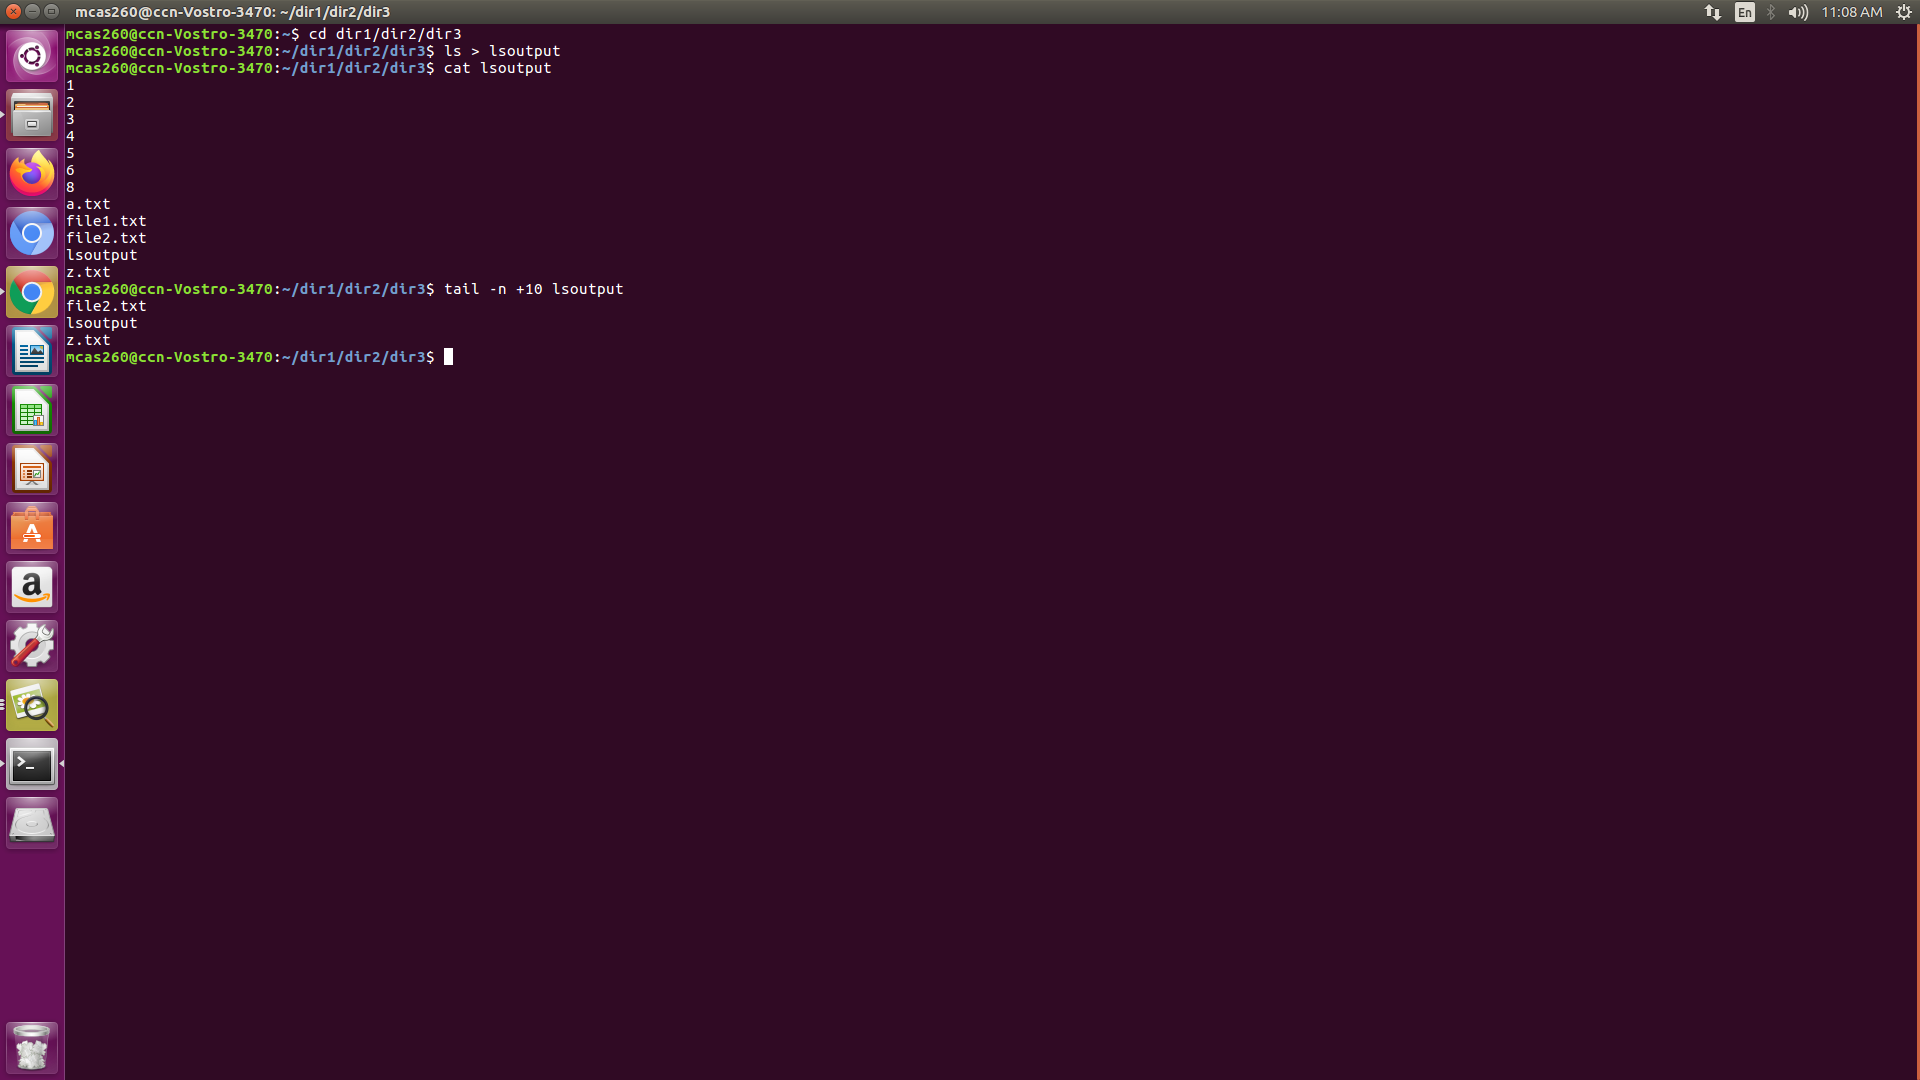 mcas260@ccn-Vostro-3470: ~/dir1/dir2/dir3
En
11:08 AM
mcas260@ccn-Vostro-3470:~$ cd dir1/dir2/dir3
mcas260@ccn-Vostro-3470:~/dir1/dir2/dir3$ ls > lsoutput
mcas260@ccn-Vostro-3470:~/dir1/dir2/dir3$ cat lsoutput
1
2
3
4
5
6
8
a.txt
file1.txt
file2.txt
lsoutput
z.txt
mcas260@ccn-Vostro-3470:~/dir1/dir2/dir3$ tail -n +10 lsoutput
file2.txt
lsoutput
z.txt
mcas260@ccn-Vostro-3470:~/dir1/dir2/dir3$